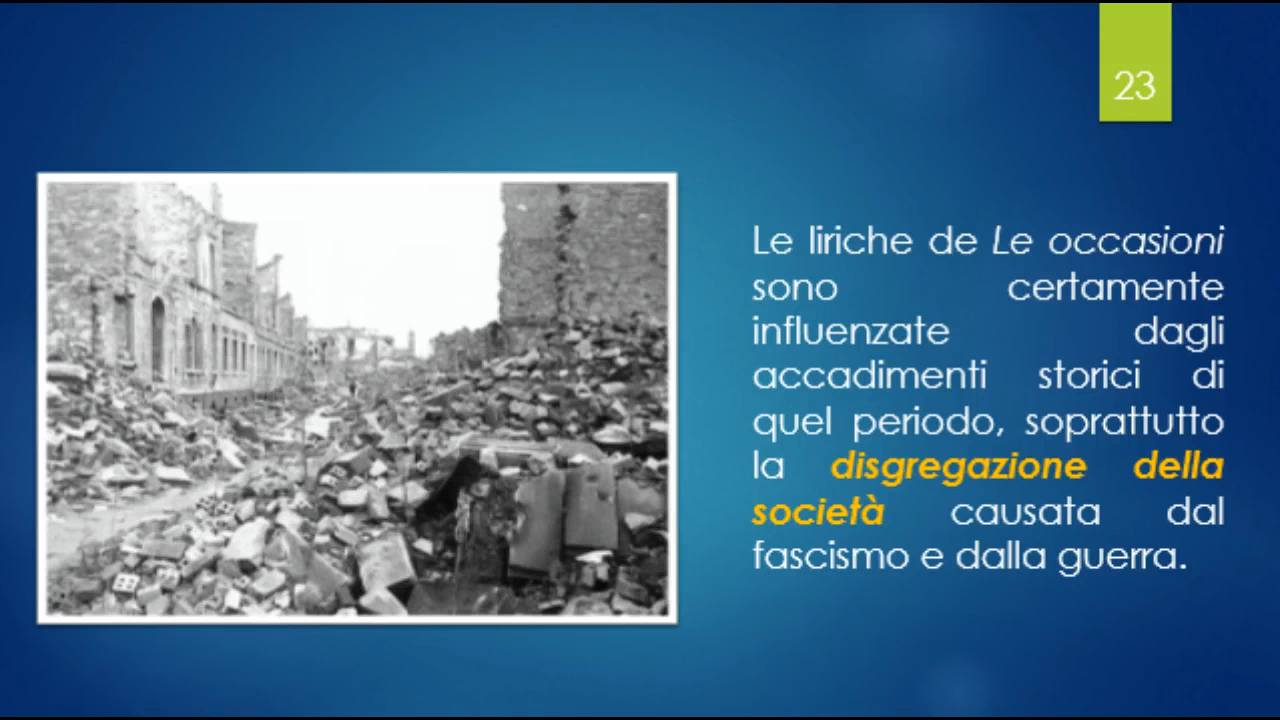 23
Le liriche de Le occasioni
sono certamente
influenzate dagli
accadimenti storici di
quel periodo, soprattutto
la disgregazione della
società causata dal
fascismo e dalla guerra.